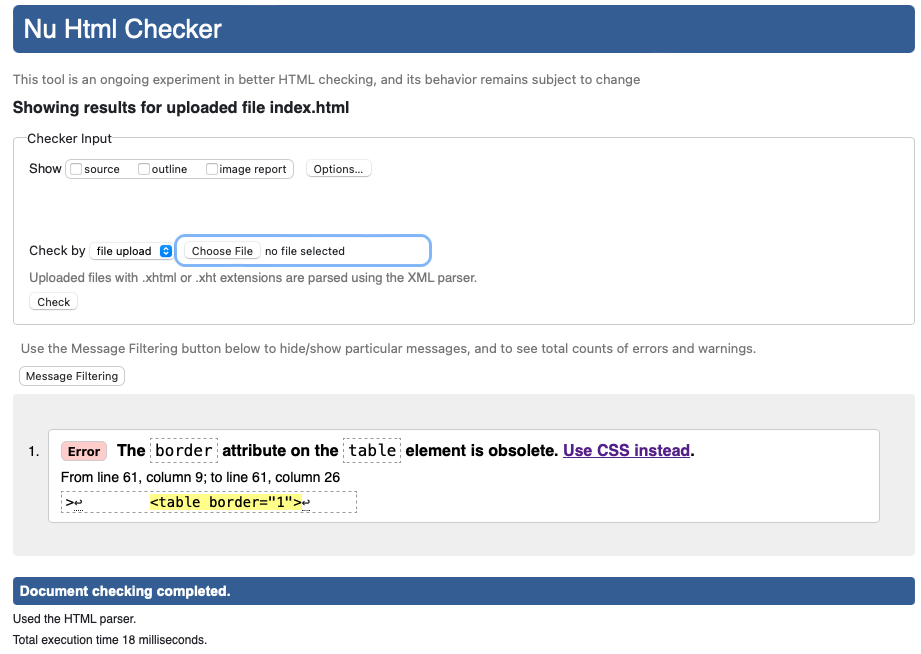 Nu Html Checker
This tool is an ongoing experiment in better HTML checking, and its behavior remains subject to change
Showing results for uploaded file index.html
Checker Input
Show source outline image report Options...
Check by file upload Choose File no file selected
Uploaded files with .xhtml or .xht extensions are parsed using the XML parser.
Check
Use the Message Filtering button below to hide/show particular messages, and to see total counts of errors and warnings.
Message Filtering
1. Error The border attribute on the table element is obsolete. Use CSS instead.
From line 61, column 9; to line 61, column 26
>↩ <table border="1">↩
Document checking completed.
Used the HTML parser.
Total execution time 18 milliseconds.